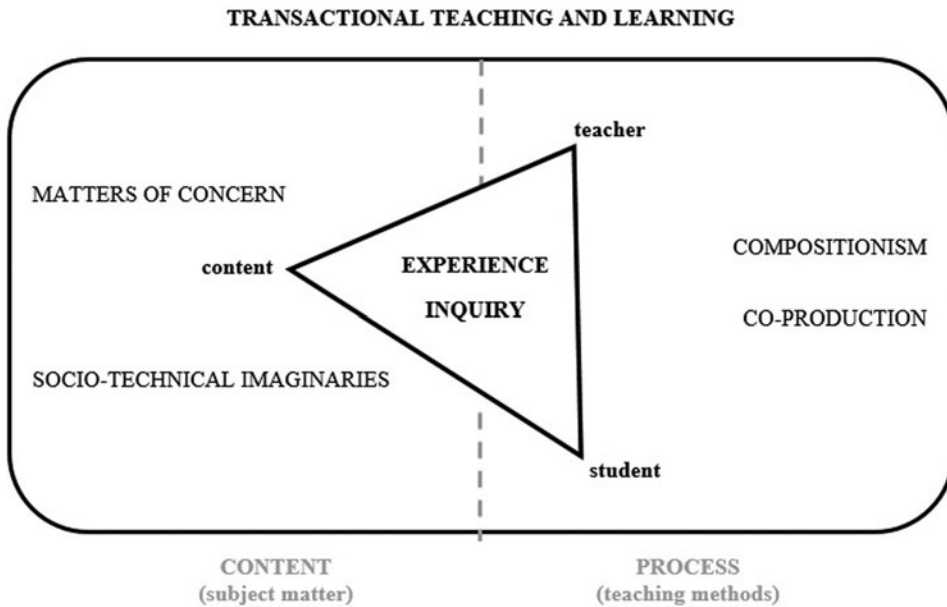 TRANSACTIONAL TEACHING AND LEARNING
teacher
MATTERS OF CONCERN
COMPOSITIONISM
content
EXPERIENCE
INQUIRY
CO-PRODUCTION
SOCIO-TECHNICAL IMAGINARIES
student
CONTENT
(subject matter)
PROCESS
(teaching methods)